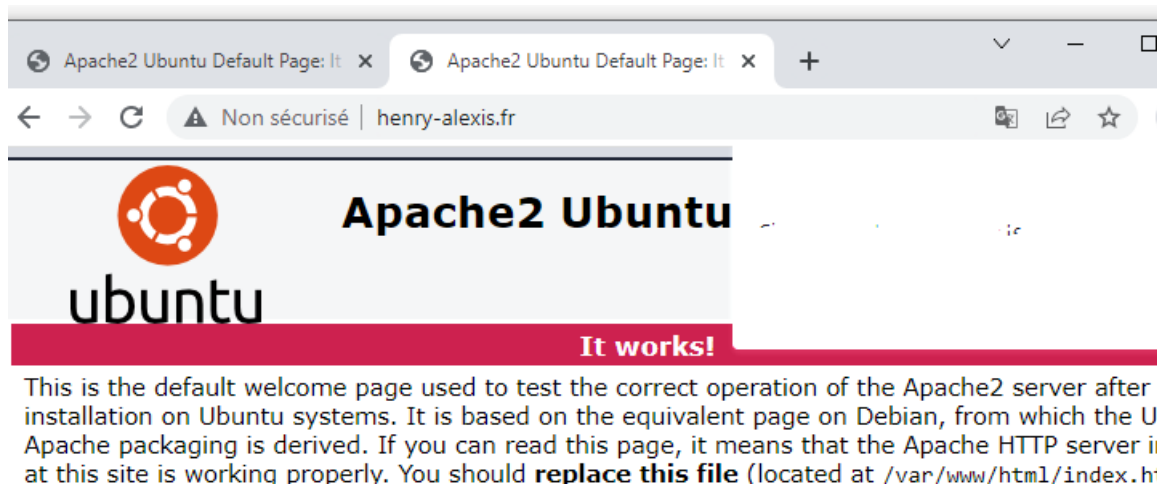 Apache2 Ubuntu Default Page: It
Apache2 Ubuntu Default Page: It
Non sécurisé henry-alexis.fr
Apache2 Ubuntu
ubuntu
It works!
This is the default welcome page used to test the correct operation of the Apache2 server after
installation on Ubuntu systems. It is based on the equivalent page on Debian, from which the U
Apache packaging is derived. If you can read this page, it means that the Apache HTTP server i
at this site is working properly. You should replace this file (located at /var/www/html/index.ht